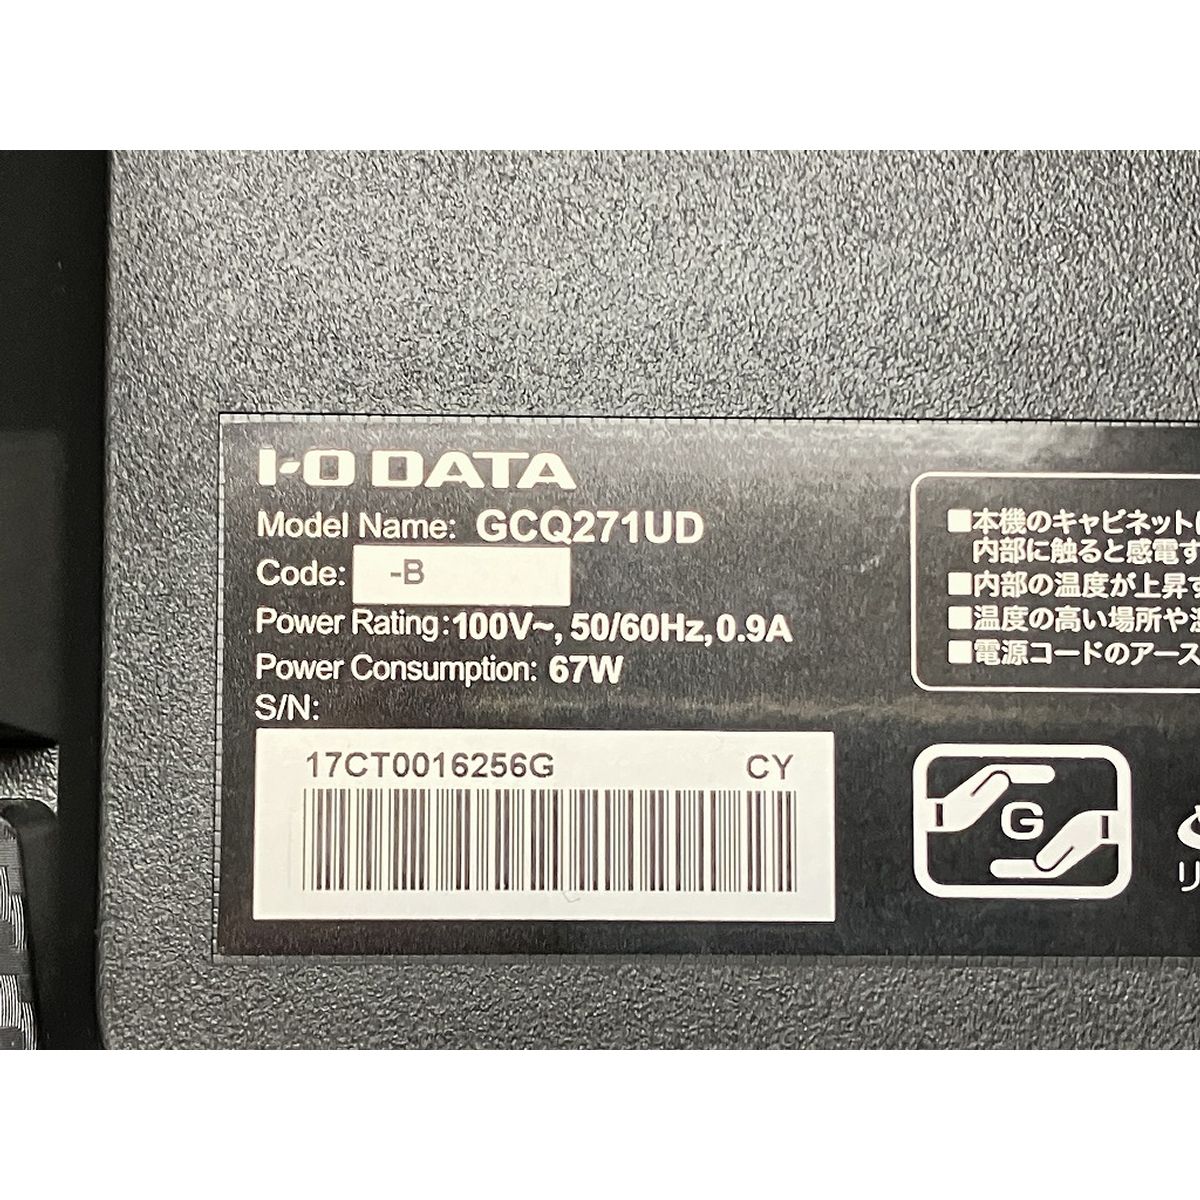 I-O DATA
Model Name: GCQ271UD
Code: -B
Power Rating:100V~, 50/60Hz, 0.9A
Power Consumption: 67W
S/N:
17CT0016256G CY
■本機のキャビネット
内部に触ると感電す
■内部の温度が上昇す
■温度の高い場所や
■電源コードのアース
G
リ